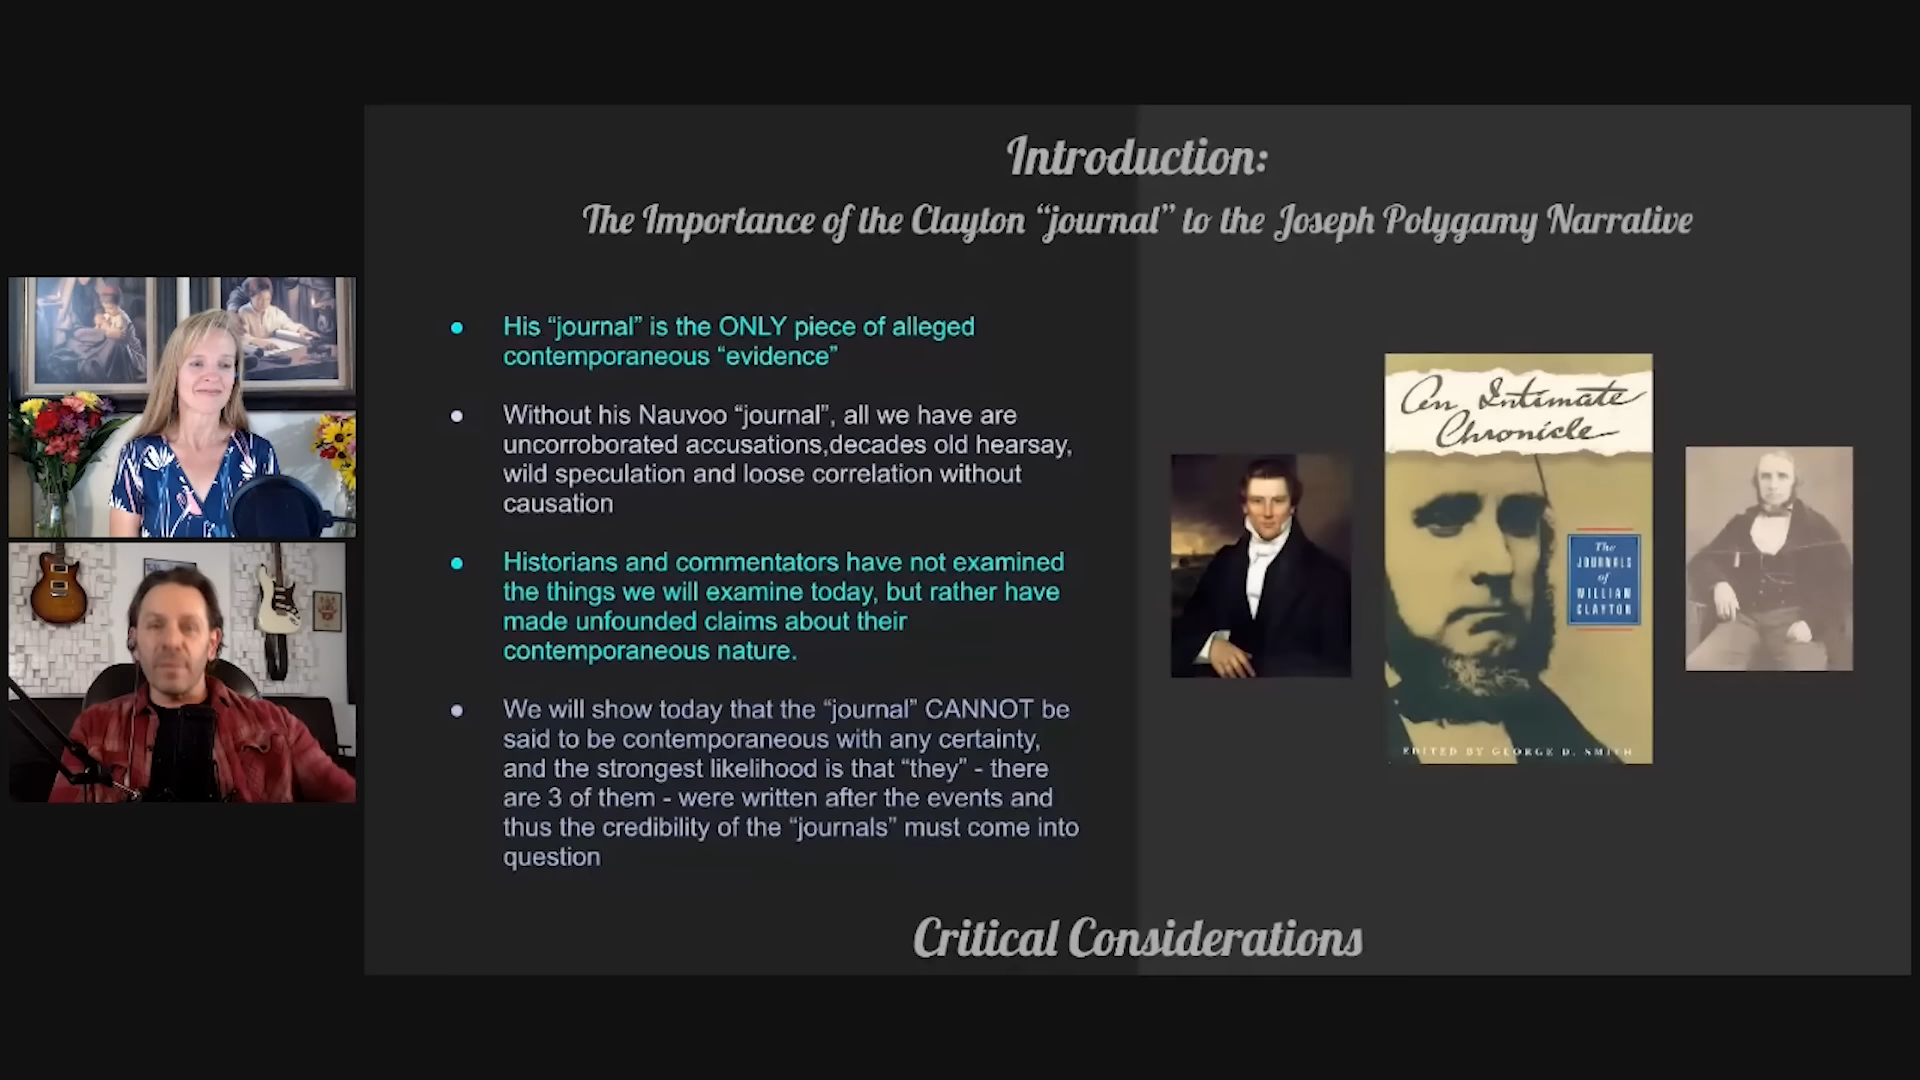 Introduction:
The Importance of the Clayton “journal” to the Joseph Polygamy Narrative
His “journal” is the ONLY piece of alleged
contemporaneous “evidence”
Without his Nauvoo “journal”, all we have are
uncorroborated accusations,decades old hearsay,
wild speculation and loose correlation without
causation
Historians and commentators have not examined
the things we will examine today, but rather have
made unfounded claims about their
contemporaneous nature.
We will show today that the “journal” CANNOT be
said to be contemporaneous with any certainty,
and the strongest likelihood is that “they” - there
are 3 of them - were written after the events and
thus the credibility of the “journals” must come into
question
An Intimate
Chronicle
The
JOURNALS
of
WILLIAM
CLAYTON
EDITED BY GEORGE D. SMITH
Critical Considerations